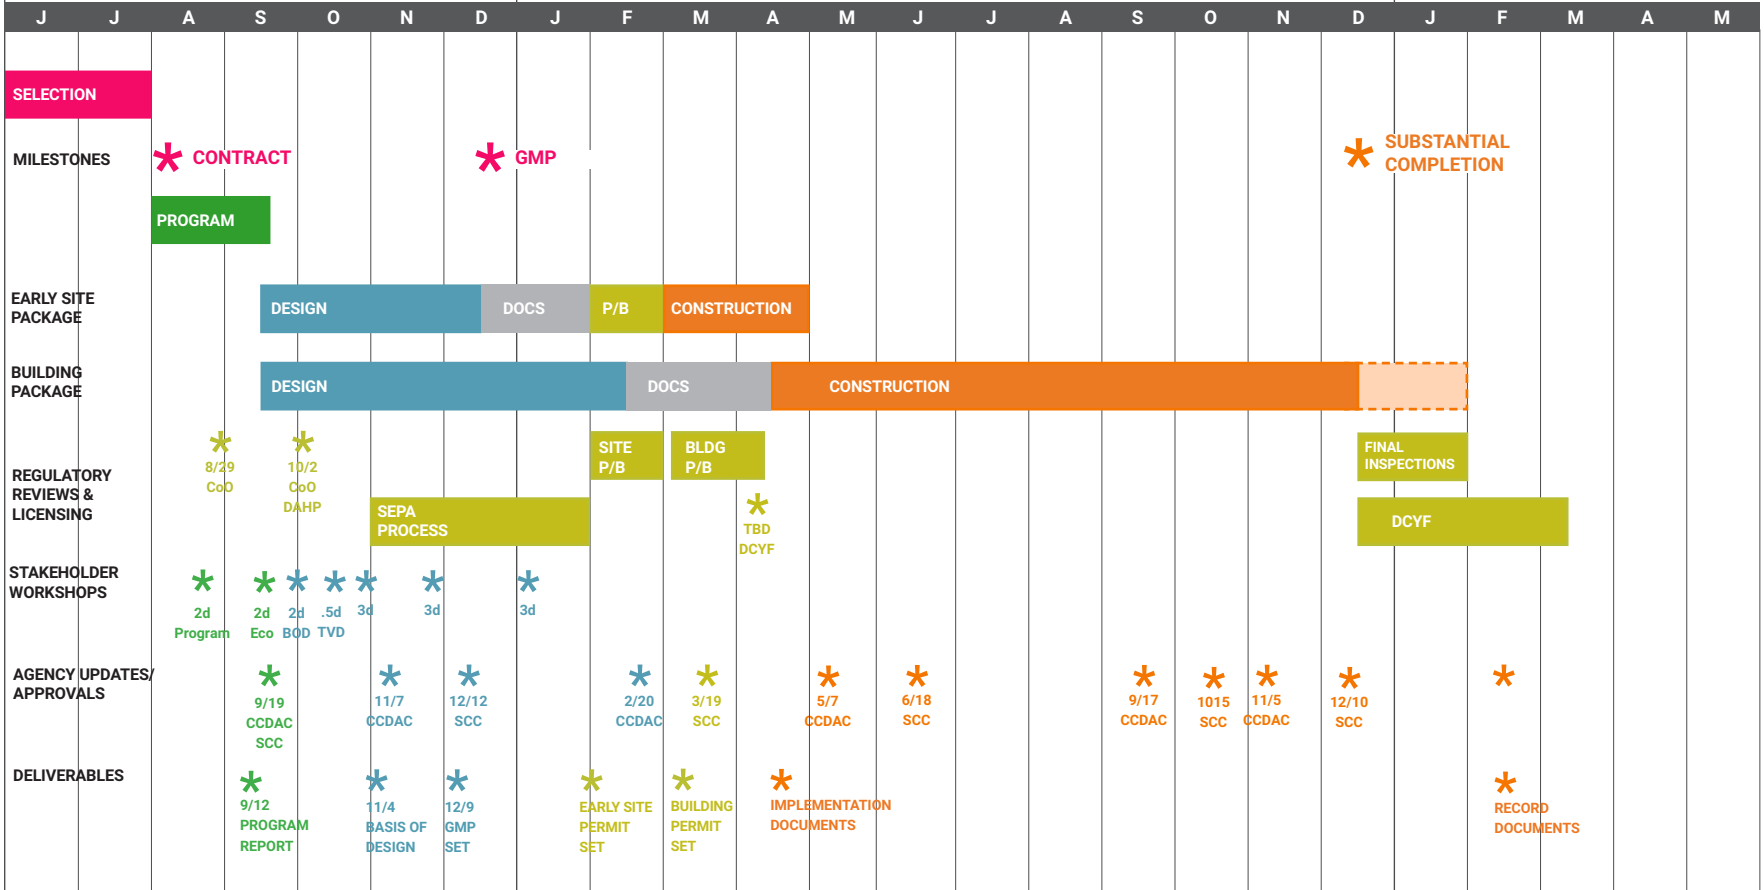 J J A S O N D J F M A M J J A S O N D J F M A M
SELECTION
MILESTONES
CONTRACT
GMP
SUBSTANTIAL
COMPLETION
PROGRAM
EARLY SITE
PACKAGE
DESIGN
DOCS
P/B
CONSTRUCTION
BUILDING
PACKAGE
DESIGN
DOCS
CONSTRUCTION
REGULATORY
REVIEWS &
LICENSING
8/29
CoO
10/2
CoO
DAHP
SITE
P/B
BLDG
P/B
FINAL
INSPECTIONS
SEPA
PROCESS
TBD
DCYF
DCYF
STAKEHOLDER
WORKSHOPS
2d
Program
2d
Eco
2d
BOD
.5d
TVD
3d
3d
3d
AGENCY UPDATES/
APPROVALS
9/19
CCDAC
SCC
11/7
CCDAC
12/12
SCC
2/20
CCDAC
3/19
SCC
5/7
CCDAC
6/18
SCC
9/17
CCDAC
1015
SCC
11/5
CCDAC
12/10
SCC
DELIVERABLES
9/12
PROGRAM
REPORT
11/4
BASIS OF
DESIGN
12/9
GMP
SET
EARLY SITE
PERMIT
SET
BUILDING
PERMIT
SET
IMPLEMENTATION
DOCUMENTS
RECORD
DOCUMENTS